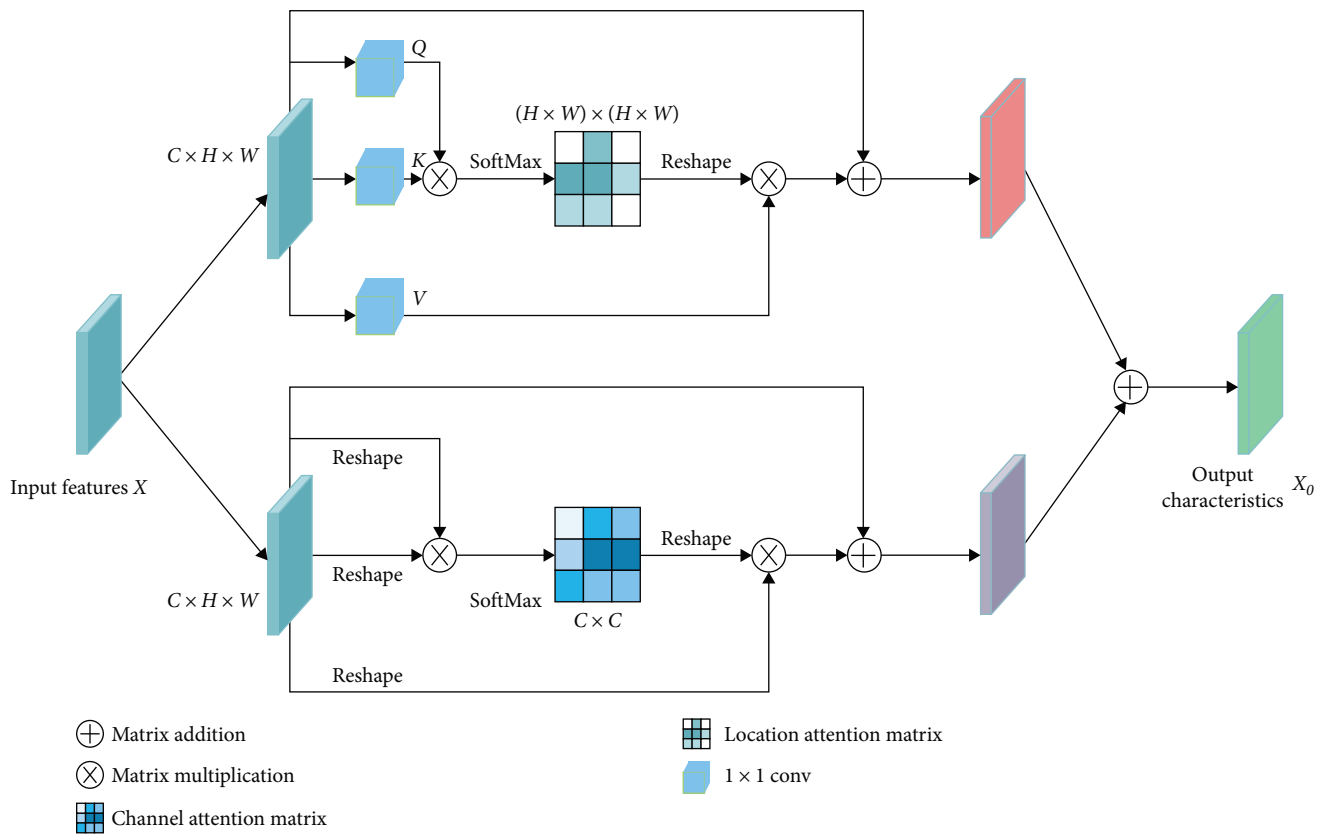 Q
(H × W) × (H × W)
C × H × W
K
SoftMax
Reshape
V
Input features X
Reshape
Reshape
Reshape
C × H × W
SoftMax
C × C
Reshape
Output
characteristics
X0
Matrix addition
Matrix multiplication
Channel attention matrix
Location attention matrix
1 × 1 conv